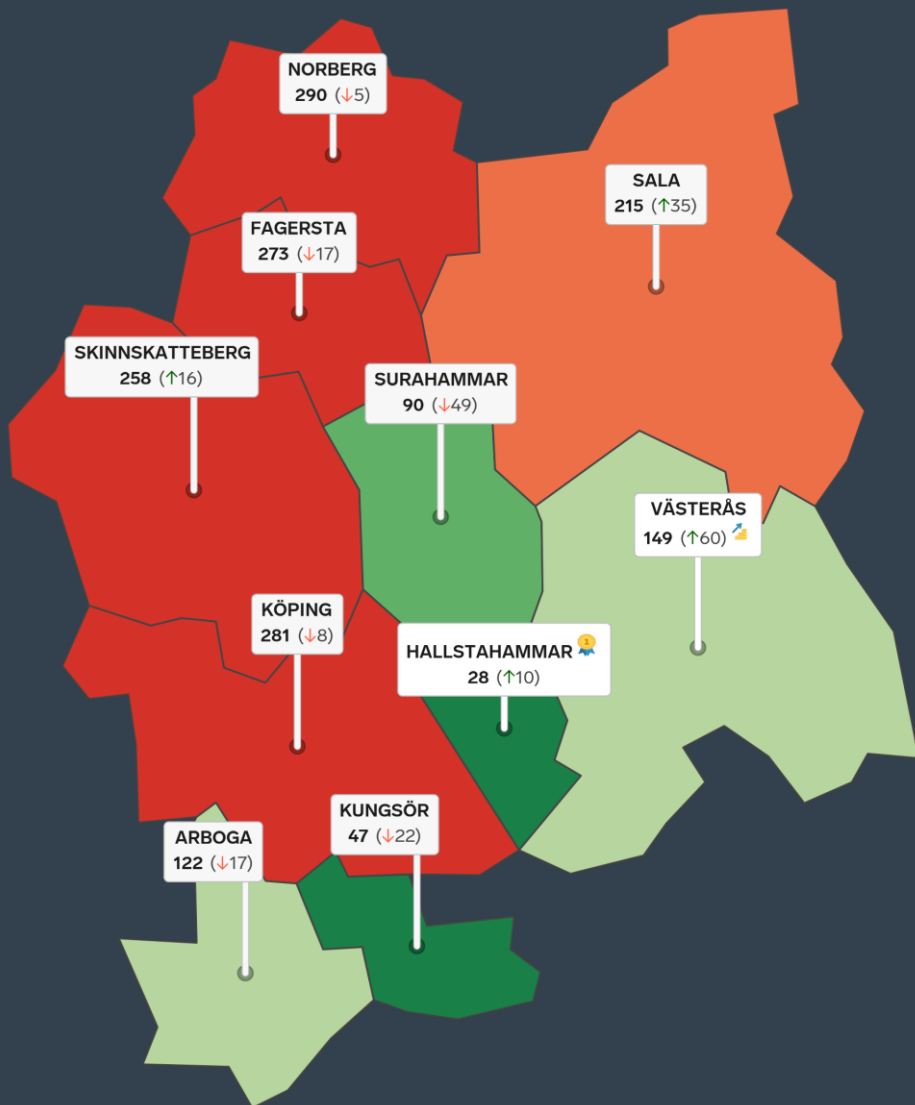 NORBERG
290 (↓5)
SALA
215 (↑35)
FAGERSTA
273 (↓17)
SKINNSKATTEBERG
258 (↑16)
SURAHAMMAR
90 (↓49)
VÄSTERÅS
149 (↑60)
KÖPING
281 (↓8)
HALLSTAHAMMAR 1
28 (↑10)
KUNGSÖR
47 (↓22)
ARBOGA
122 (↓17)